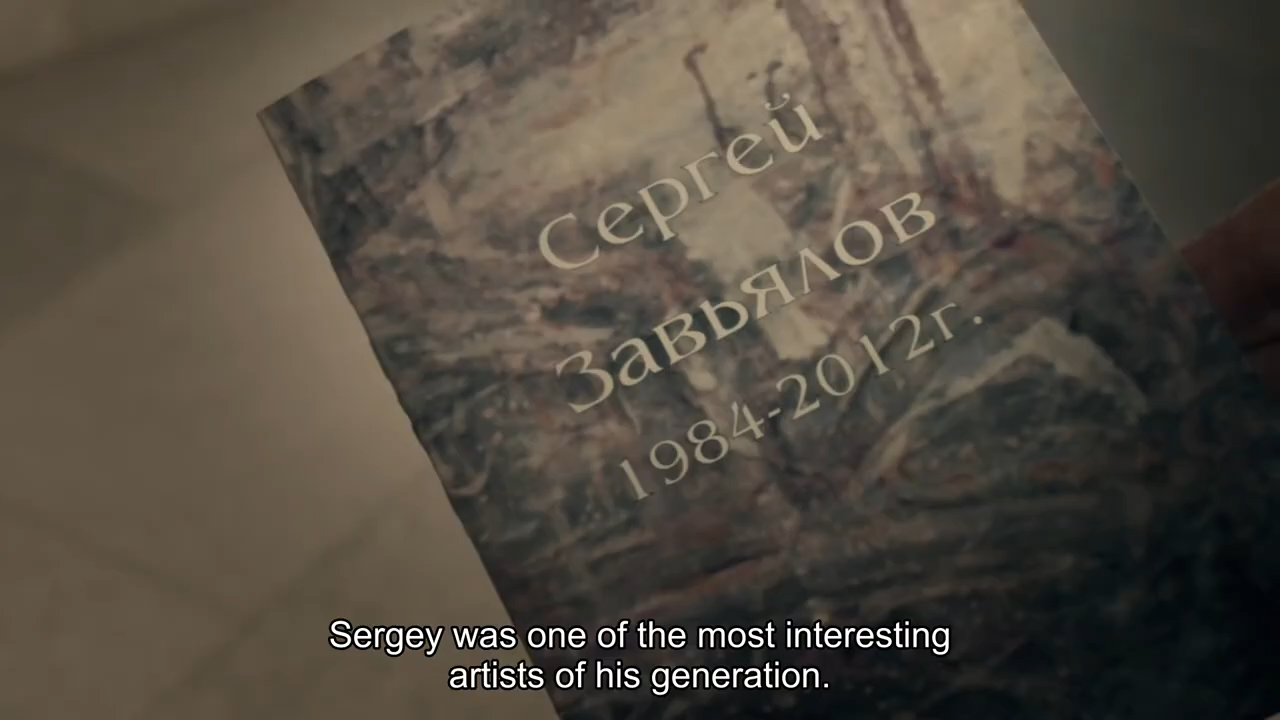 Сергей
Завьялов
1984-2012г.
Sergey was one of the most interesting
artists of his generation.